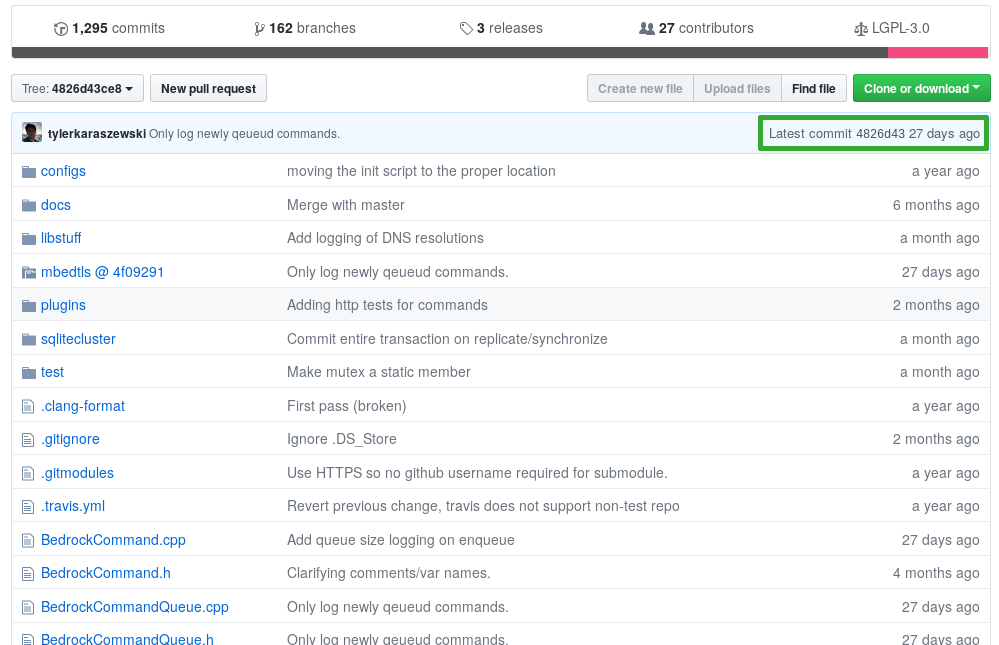 1,295 commits 162 branches 3 releases 27 contributors LGPL-3.0
Tree: 4826d43ce8 New pull request Create new file Upload files Find file Clone or download
tylerkaraszewski Only log newly qeueud commands. Latest commit 4826d43 27 days ago
configs moving the init script to the proper location a year ago
docs Merge with master 6 months ago
libstuff Add logging of DNS resolutions a month ago
mbedtls @ 4f09291 Only log newly qeueud commands. 27 days ago
plugins Adding http tests for commands 2 months ago
sqlitecluster Commit entire transaction on replicate/synchronize a month ago
test Make mutex a static member a month ago
.clang-format First pass (broken) a year ago
.gitignore Ignore .DS_Store 2 months ago
.gitmodules Use HTTPS so no github username required for submodule. a year ago
.travis.yml Revert previous change, travis does not support non-test repo a year ago
BedrockCommand.cpp Add queue size logging on enqueue 27 days ago
BedrockCommand.h Clarifying comments/var names. 4 months ago
BedrockCommandQueue.cpp Only log newly qeueud commands. 27 days ago
BedrockCommandQueue.h Only log newly qeueud commands. 27 days ago